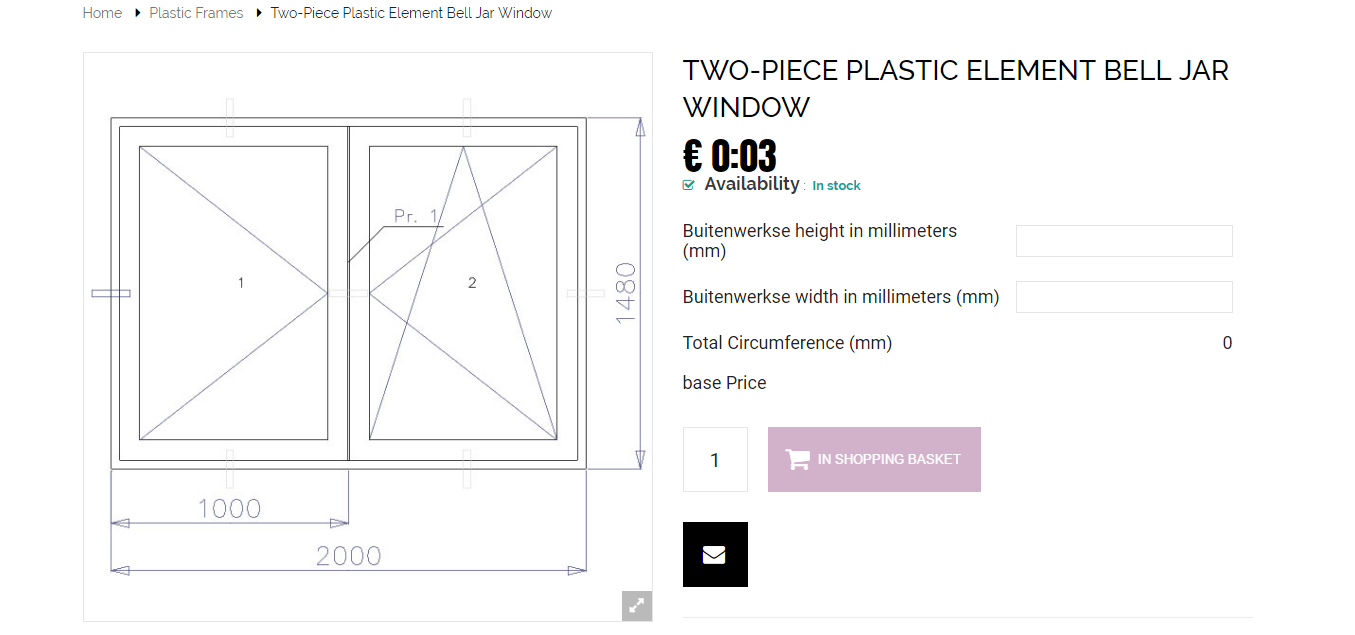 Home Plastic Frames Two-Piece Plastic Element Bell Jar Window
TWO-PIECE PLASTIC ELEMENT BELL JAR
WINDOW
€ 0:03
Availability : In stock
Buitenwerkse height in millimeters
(mm)
Buitenwerkse width in millimeters (mm)
Total Circumference (mm) 0
base Price
1 IN SHOPPING BASKET
Pr. 1
1 2
1480
1000
2000